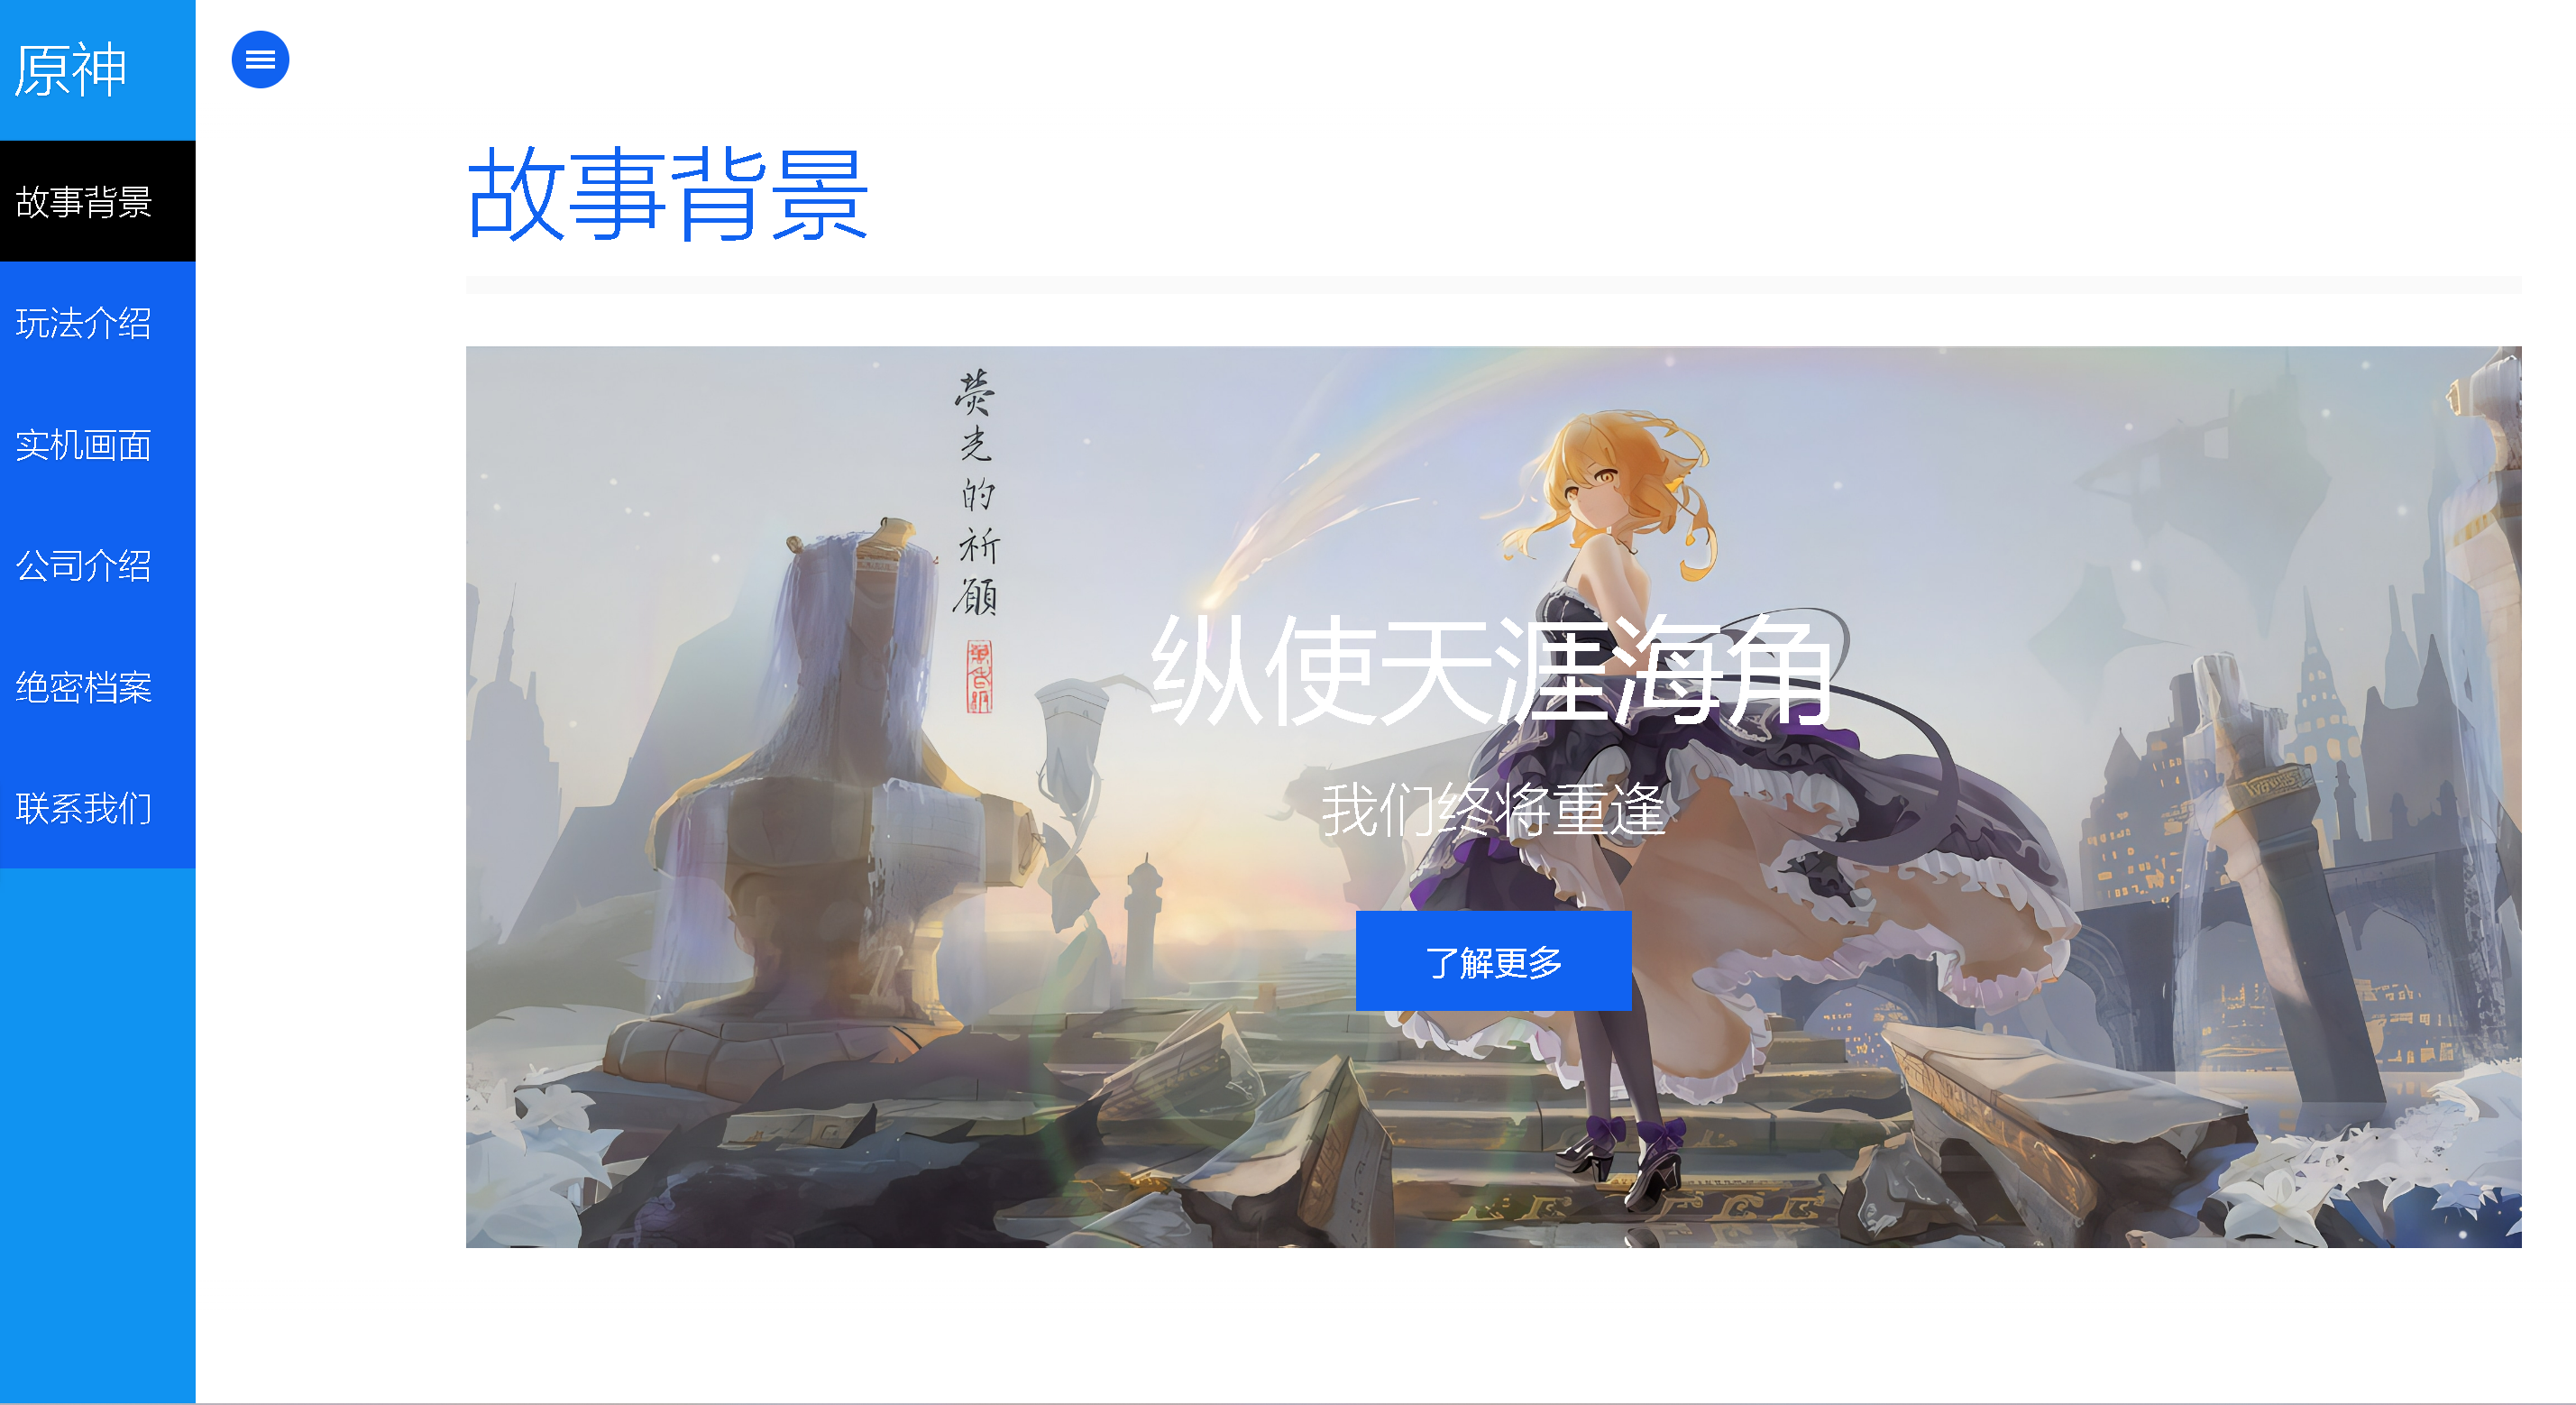 原神
故事背景
玩法介绍
实机画面
公司介绍
绝密档案
联系我们
故事背景
荧光的祈願
纵使天涯海角
我们终将重逢
了解更多